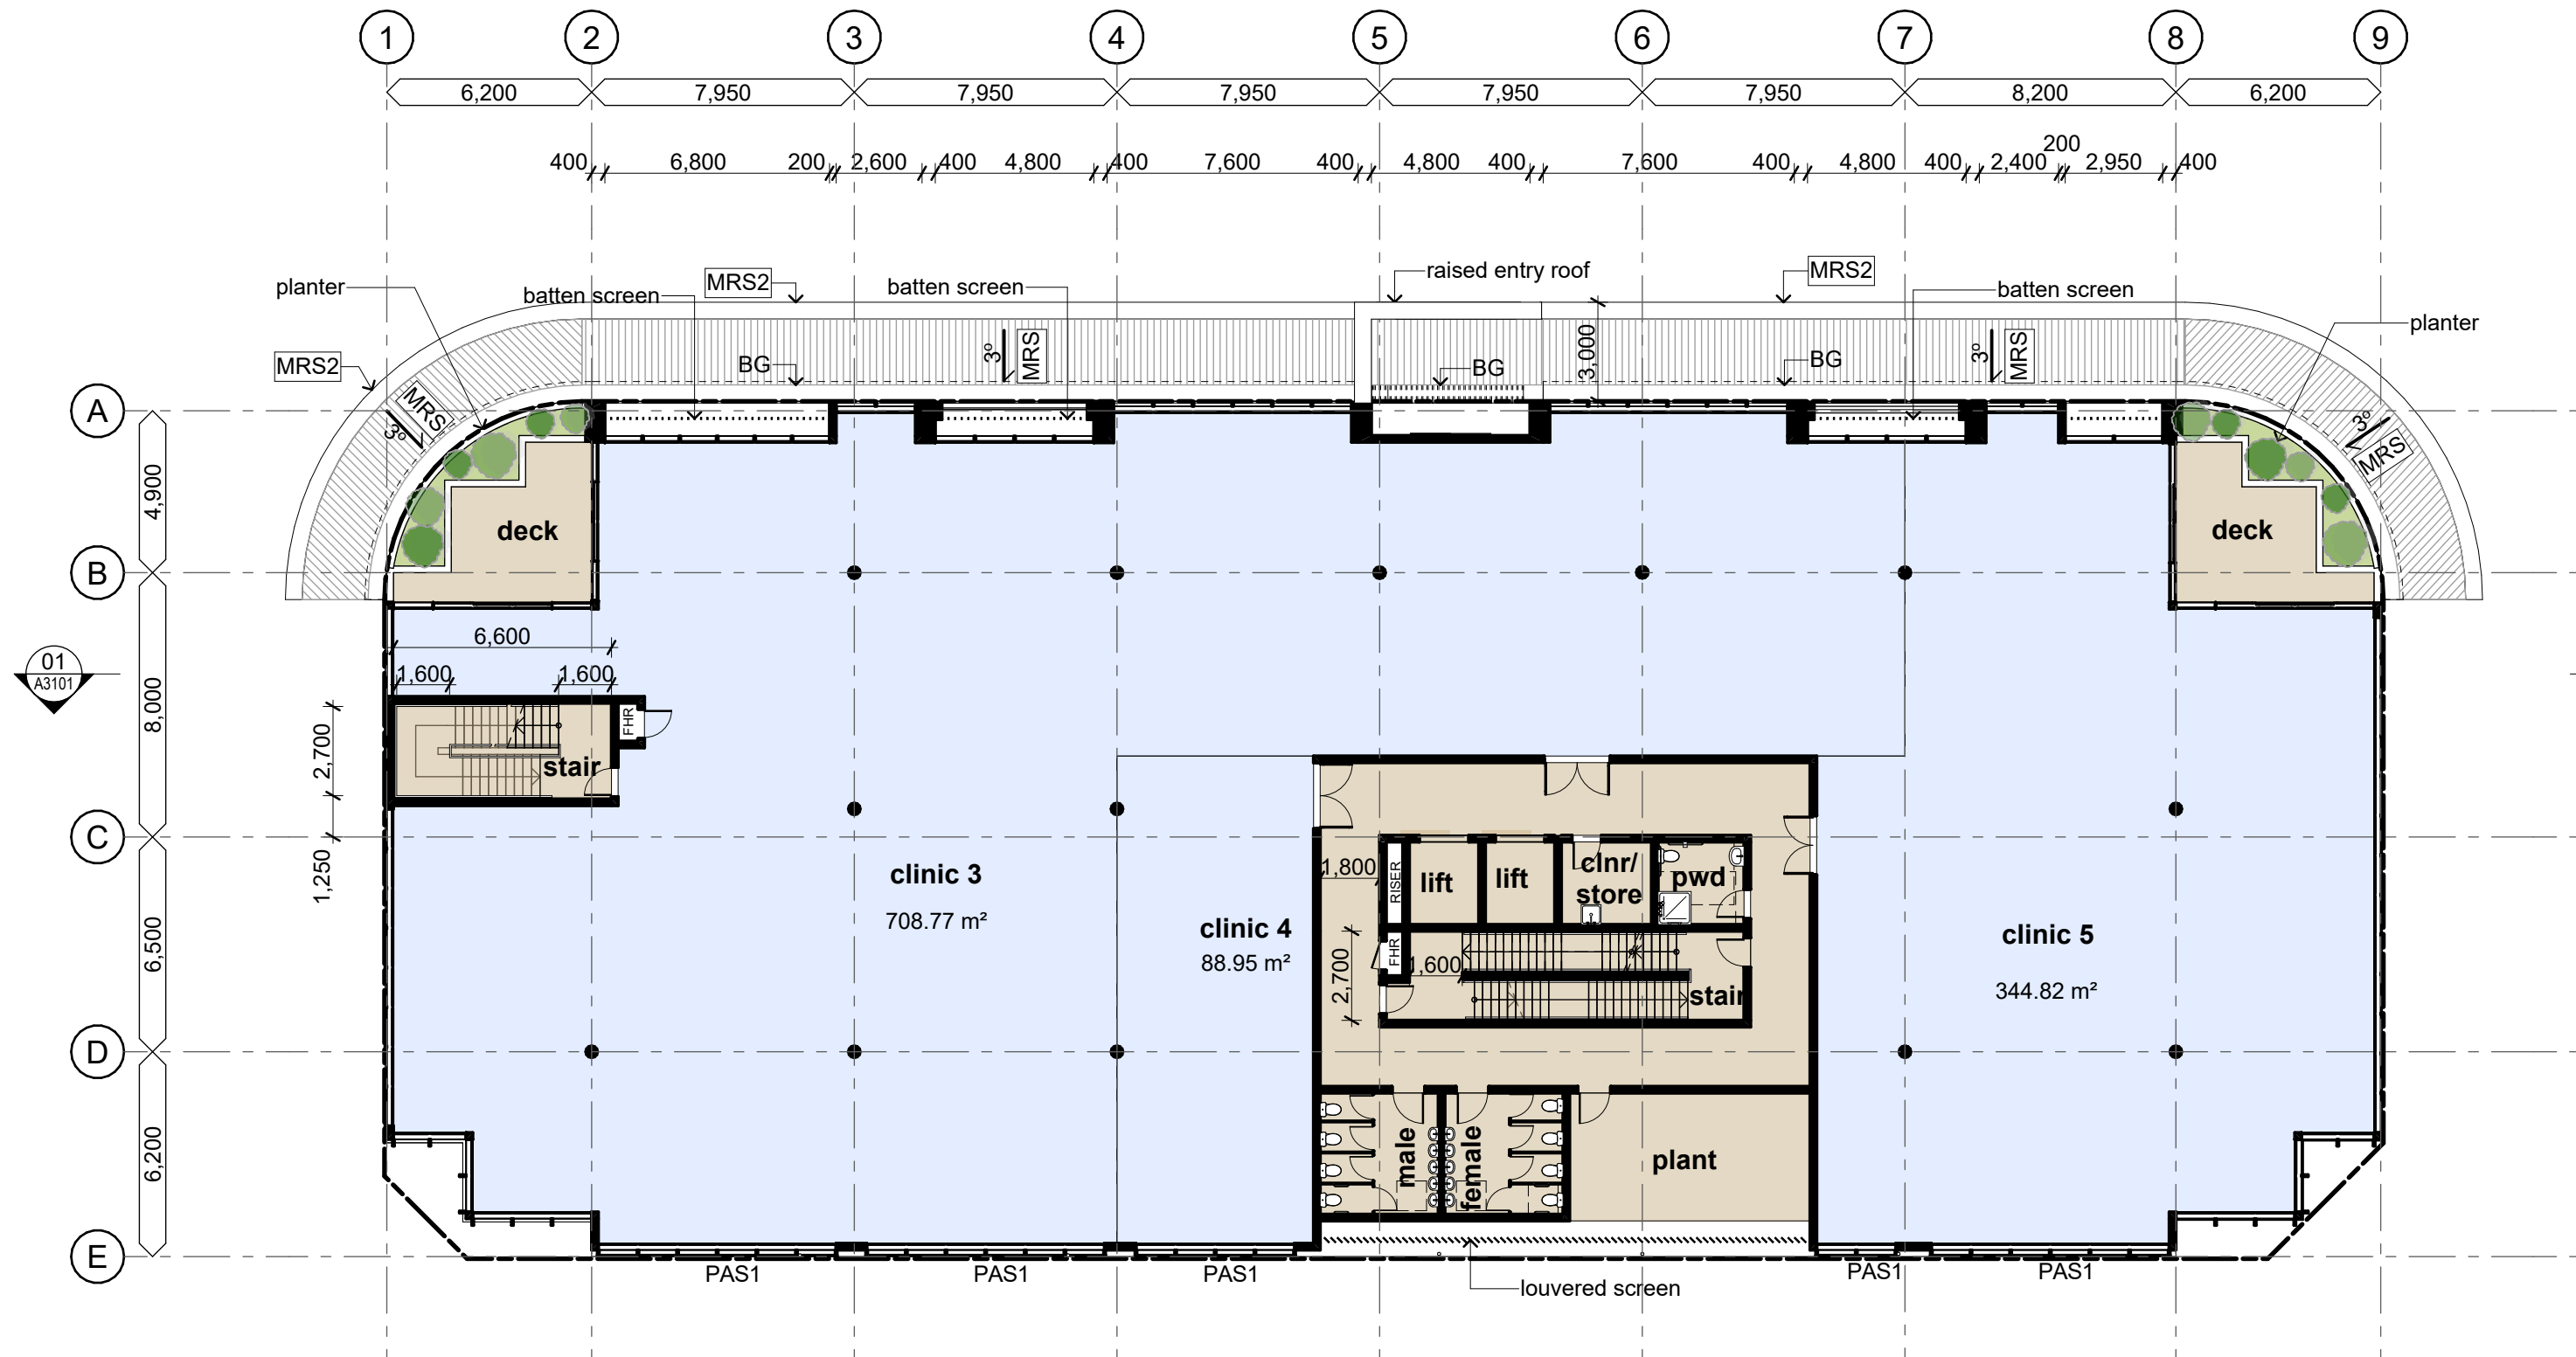 1 2 3 4 5 6 7 8 9
6,200 7,950 7,950 7,950 7,950 7,950 8,200 6,200
200
400 6,800 200 2,600 400 4,800 400 7,600 400 4,800 400 7,600 400 4,800 400 2,400 2,950 400
raised entry roof
MRS2
MRS2
planter
batten screen
batten screen
batten screen
planter
3,000
3º
MRS
3º
MRS
MRS2
BG
BG
BG
MRS
3º
3º
MRS
A
4,900
deck
deck
B
6,600
1,600
1,600
01
A3101
8,000
2,700
FHR
stair
C
1,250
clinic 3
708.77 m²
1,800
RISER
lift
lift
clnr/
store
pwd
clinic 4
88.95 m²
clinic 5
344.82 m²
6,500
2,700
FHR
1,600
stair
D
6,200
male
female
plant
E
PAS1
PAS1
PAS1
PAS1
PAS1
louvered screen